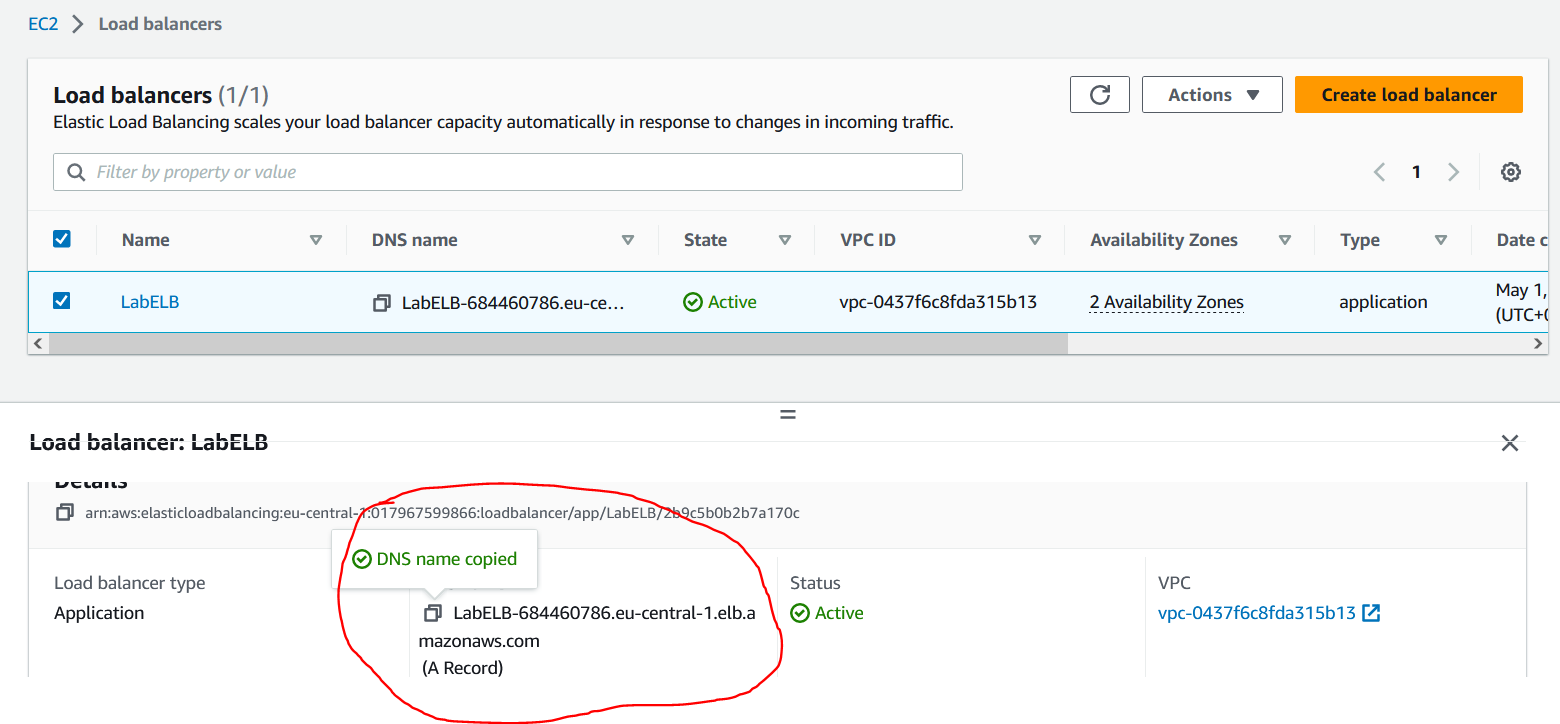 EC2 > Load balancers
Load balancers (1/1)
Actions
Create load balancer
Elastic Load Balancing scales your load balancer capacity automatically in response to changes in incoming traffic.
Filter by property or value
1
Name DNS name State VPC ID Availability Zones Type Date c
LabELB LabELB-684460786.eu-ce... Active vpc-0437f6c8fda315b13 2 Availability Zones application May 1,
(UTC+0
Load balancer: LabELB
Details
arn:aws:elasticloadbalancing:eu-central-1:017967599866:loadbalancer/app/LabELB/2b9c5b0b2b7a170c
DNS name copied
Load balancer type
Application
LabELB-684460786.eu-central-1.elb.a
mazonaws.com
(A Record)
Status
Active
VPC
vpc-0437f6c8fda315b13